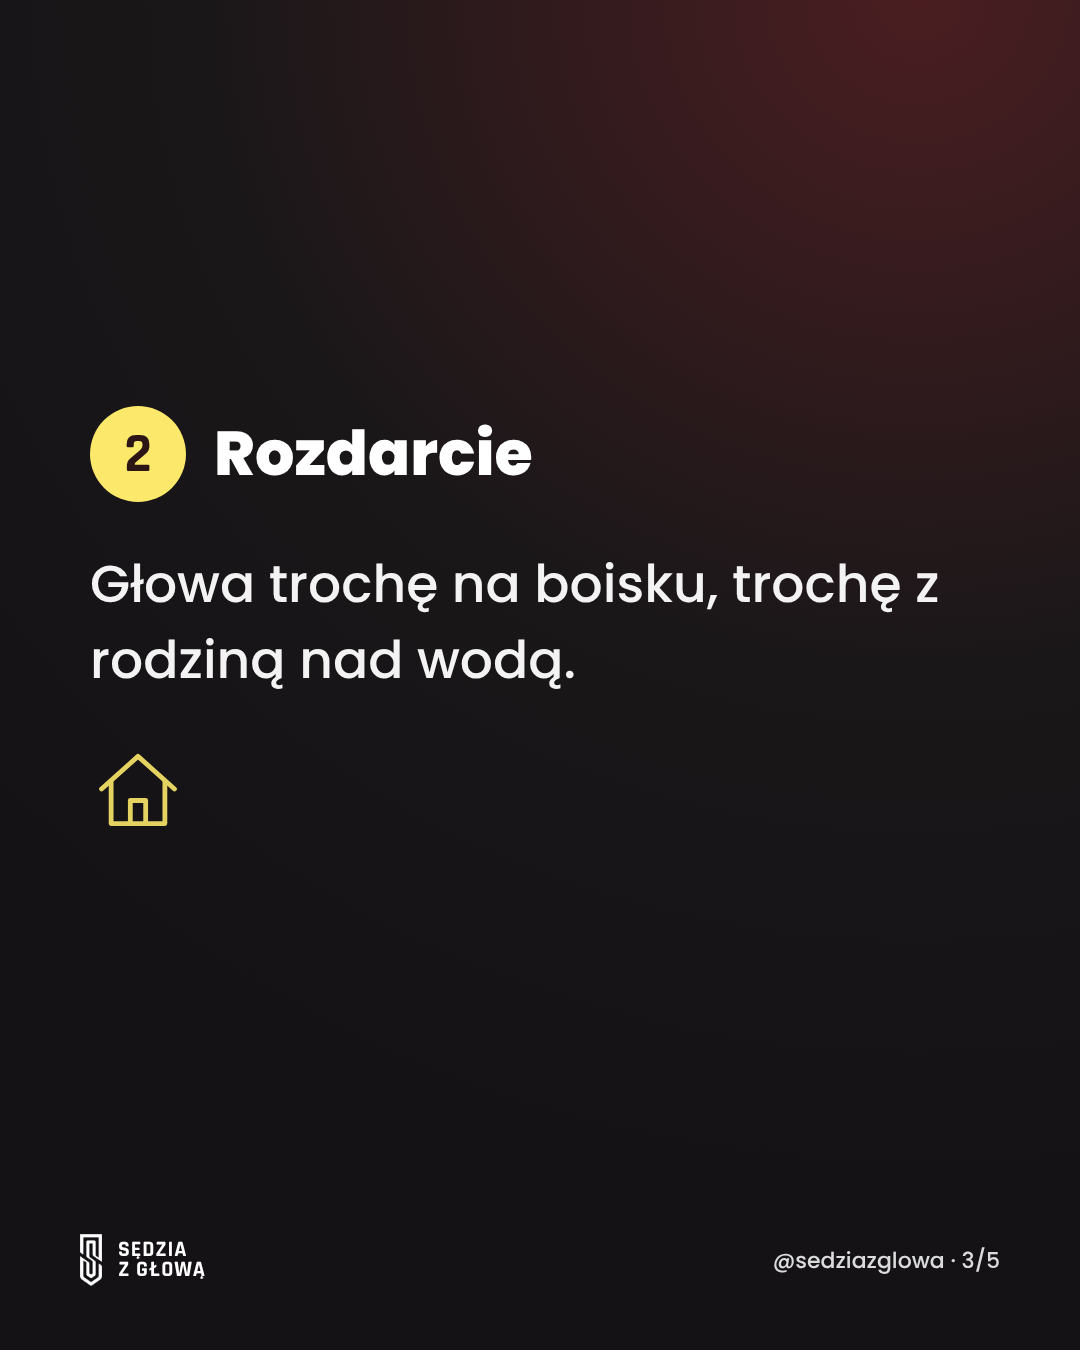 2 Rozdarcie
Głowa trochę na boisku, trochę z
rodziną nad wodą.
SĘDZIA
Z GŁOWĄ
@sedziazglowa · 3/5